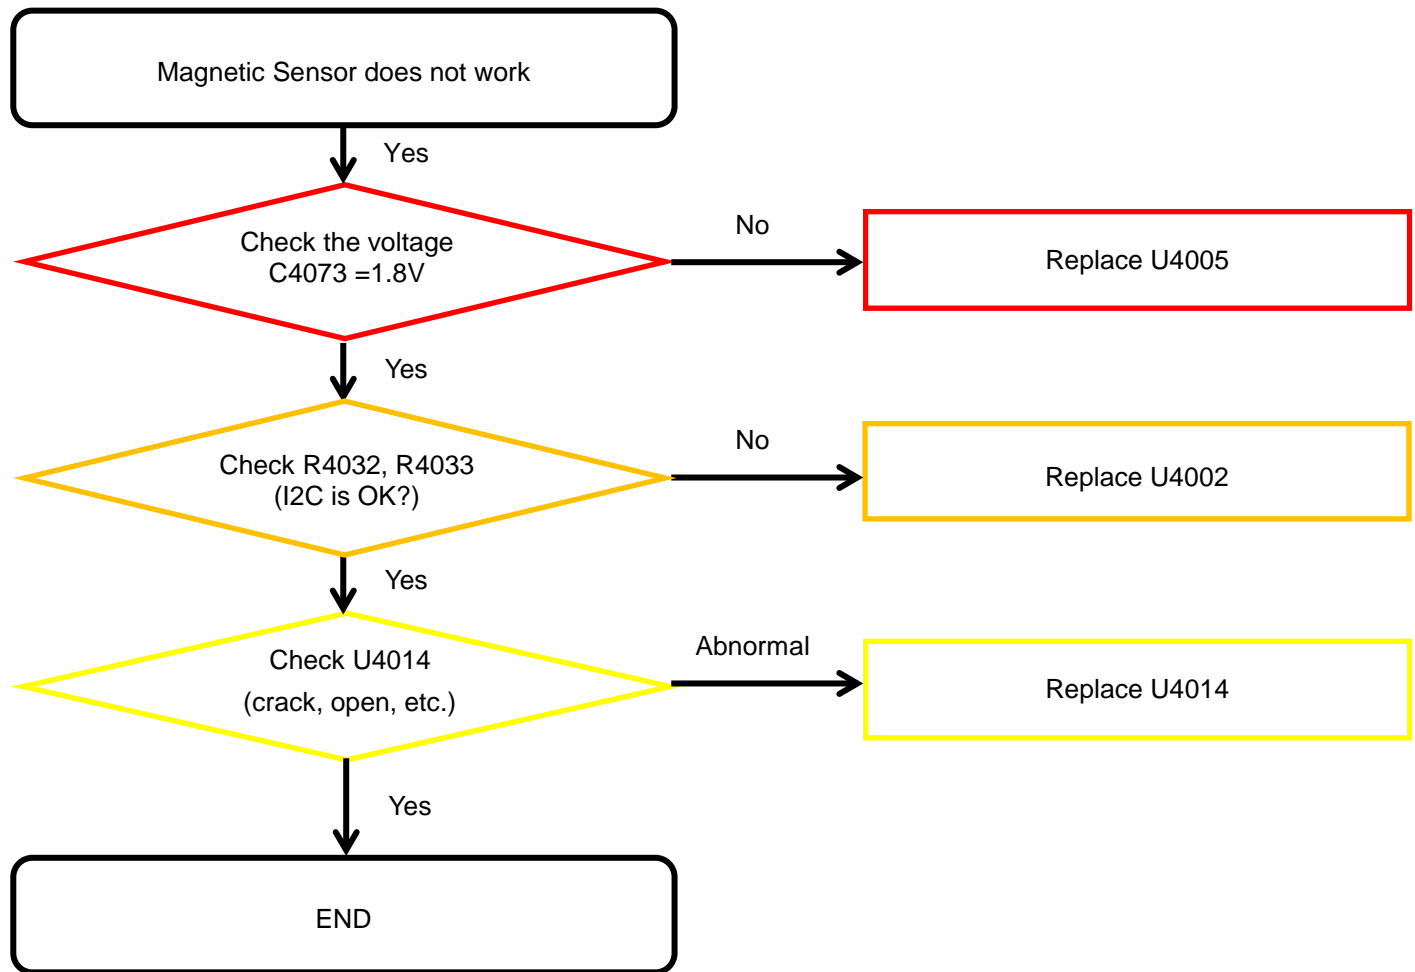 Magnetic Sensor does not work
Yes
Check the voltage
C4073 =1.8V
No
Replace U4005
Yes
Check R4032, R4033
(I2C is OK?)
No
Replace U4002
Yes
Check U4014
(crack, open, etc.)
Abnormal
Replace U4014
Yes
END